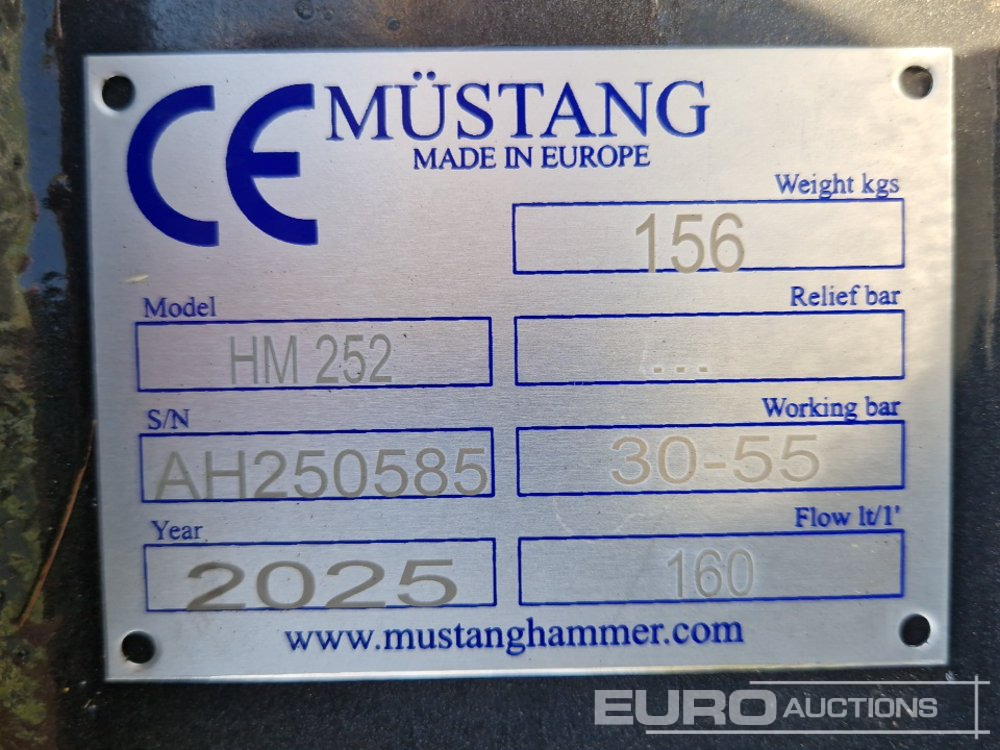 CE MÜSTANG
MADE IN EUROPE
Weight kgs
156
Model
HM 252
Relief bar
...
S/N
AH250585
Working bar
30-55
Year
2025
Flow lt/1'
160
www.mustanghammer.com
EURO AUCTIONS